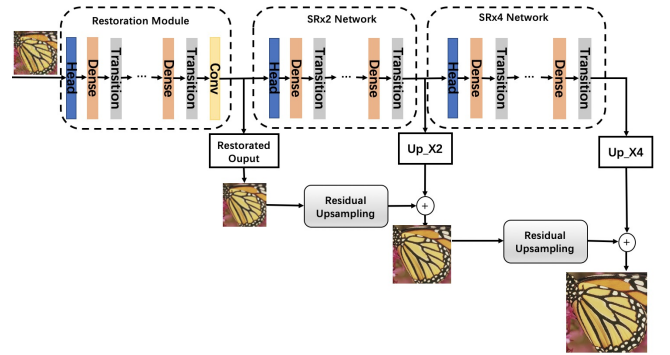 Restoration Module
SRx2 Network
SRx4 Network
Head
Dense
Transition
...
Dense
Transition
Conv
Head
Dense
Transition
...
Dense
Transition
Head
Dense
Transition
...
Dense
Transition
Restorated
Ouput
Up_X2
Up_X4
Residual
Upsampling
+
Residual
Upsampling
+